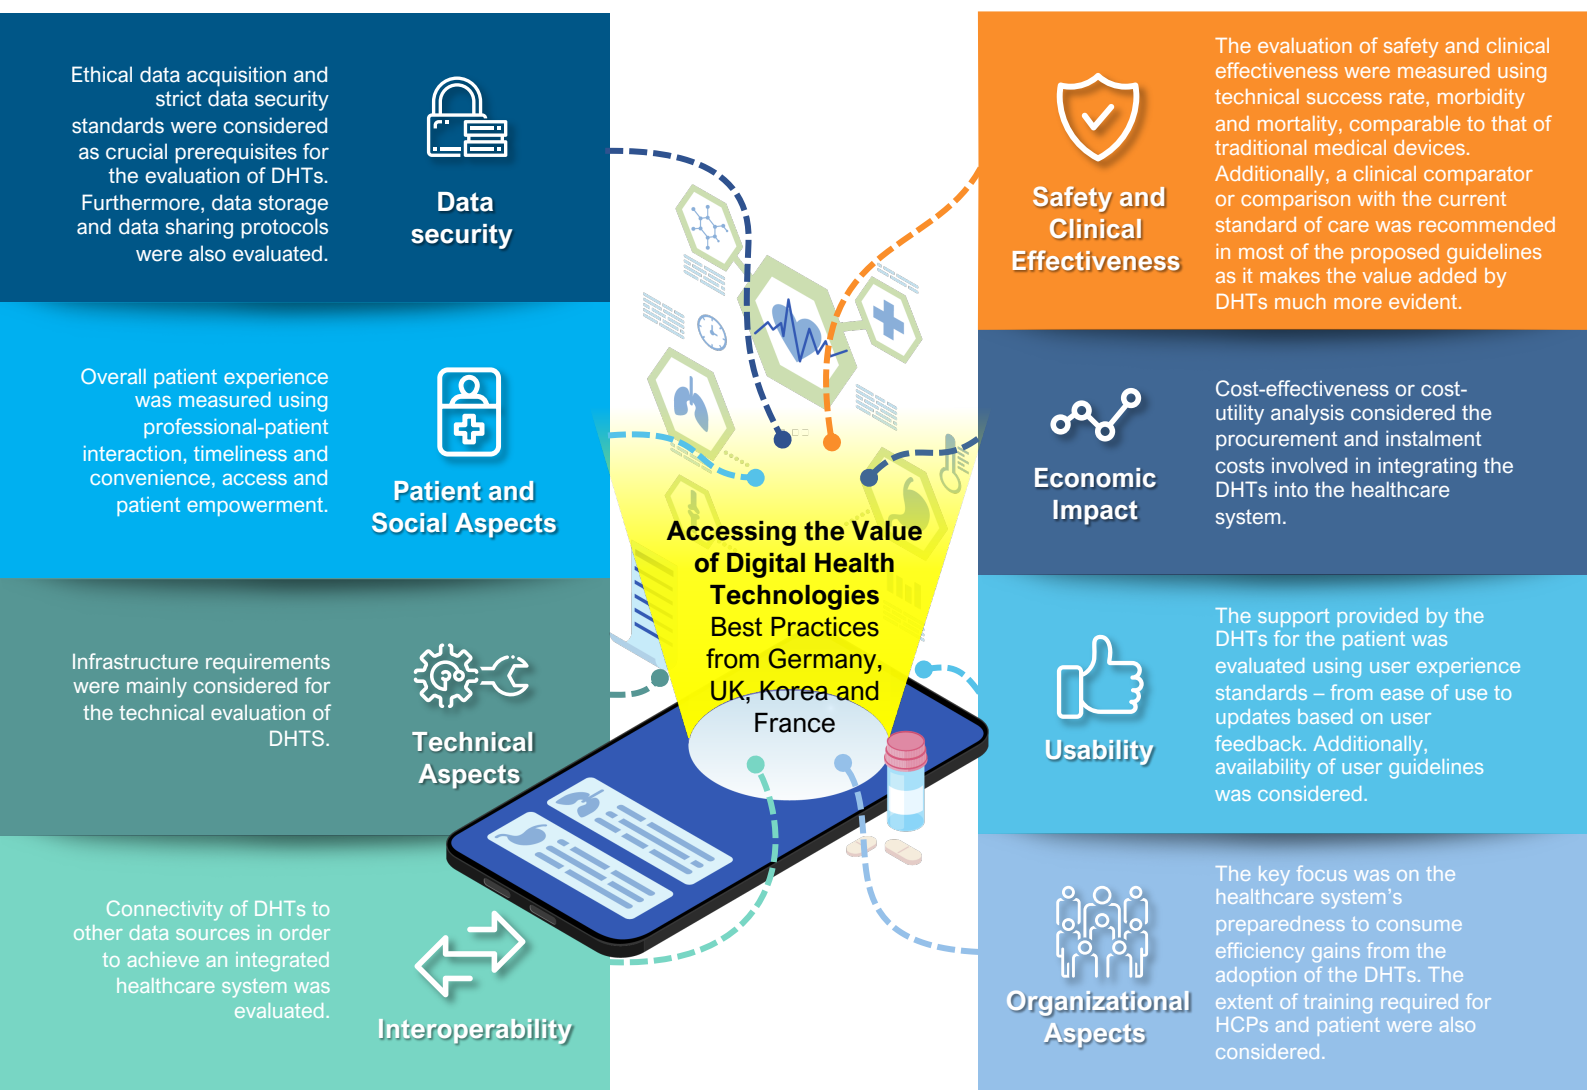 Ethical data acquisition and
strict data security
standards were considered
as crucial prerequisites for
the evaluation of DHTs.
Furthermore, data storage
and data sharing protocols
were also evaluated.
Data
security
Overall patient experience
was measured using
professional-patient
interaction, timeliness and
convenience, access and
patient empowerment.
Patient and
Social Aspects
Infrastructure requirements
were mainly considered for
the technical evaluation of
DHTS.
Technical
Aspects
Connectivity of DHTs to
other data sources in order
to achieve an integrated
healthcare system was
evaluated.
Interoperability
Accessing the Value
of Digital Health
Technologies
Best Practices
from Germany,
UK, Korea and
France
Safety and
Clinical
Effectiveness
The evaluation of safety and clinical
effectiveness were measured using
technical success rate, morbidity
and mortality, comparable to that of
traditional medical devices.
Additionally, a clinical comparator
or comparison with the current
standard of care was recommended
in most of the proposed guidelines
as it makes the value added by
DHTs much more evident.
Economic
Impact
Cost-effectiveness or cost-
utility analysis considered the
procurement and instalment
costs involved in integrating the
DHTs into the healthcare
system.
Usability
The support provided by the
DHTs for the patient was
evaluated using user experience
standards – from ease of use to
updates based on user
feedback. Additionally,
availability of user guidelines
was considered.
Organizational
Aspects
The key focus was on the
healthcare system’s
preparedness to consume
efficiency gains from the
adoption of the DHTs. The
extent of training required for
HCPs and patient were also
considered.